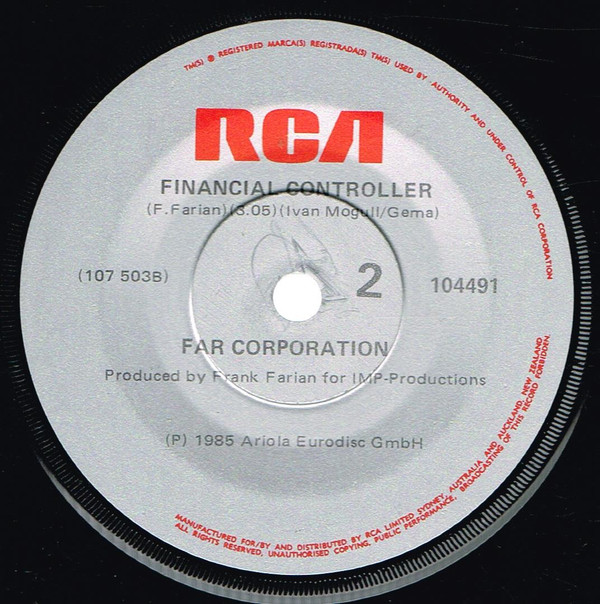 TM(S) ® REGISTERED MARCA(S) REGISTRADA(S) TM(S) USED BY AUTHORITY AND UNDER CONTROL OF RCA CORPORATION
RCA
FINANCIAL CONTROLLER
(F. Farian) (3.05) (Ivan Mogull/Gema)
(107 503B)
2
104491
FAR CORPORATION
Produced by Frank Farian for IMP-Productions
(P) 1985 Ariola Eurodisc GmbH
MANUFACTURED FOR/BY AND DISTRIBUTED BY RCA LIMITED SYDNEY, AUSTRALIA AND AUCKLAND, NEW ZEALAND
ALL RIGHTS RESERVED, UNAUTHORISED COPYING, PUBLIC PERFORMANCE, BROADCASTING OF THIS RECORD FORBIDDEN.